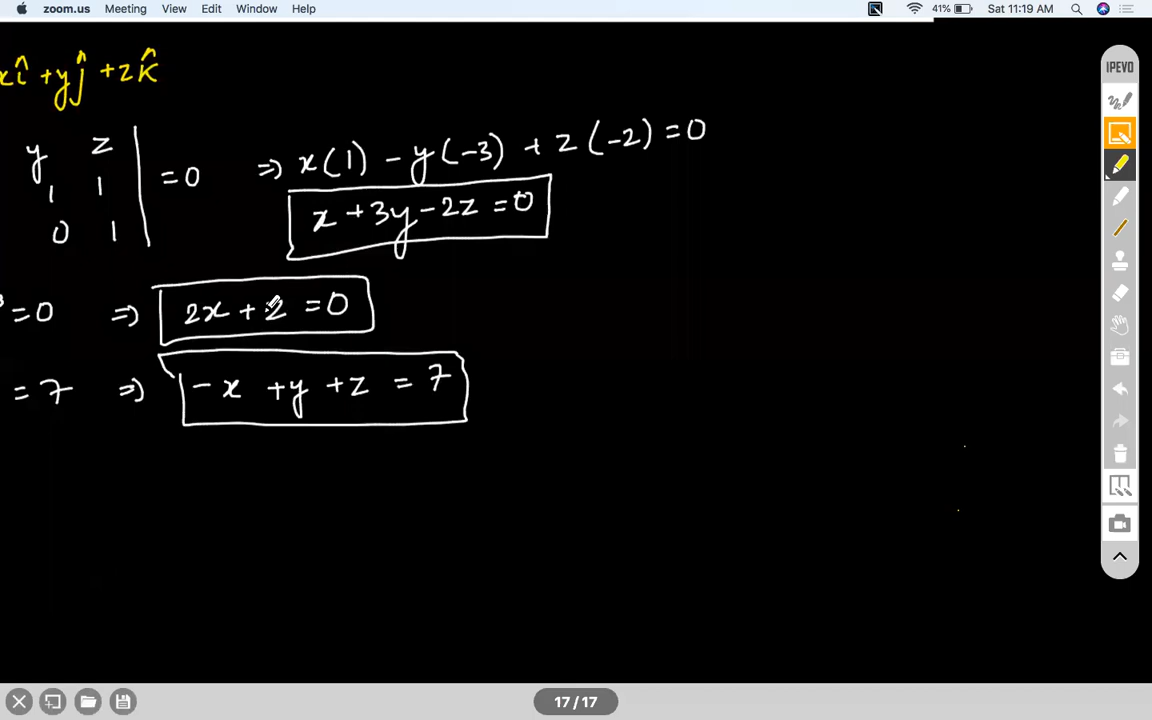 zoom.us Meeting View Edit Window Help 41% Sat 11:19 AM
xî + yĵ + zk̂
IPEVO
y z
1 1 = 0 ⇒ x(1) - y(-3) + z(-2) = 0
0 1 x + 3y - 2z = 0
= 0 ⇒ 2x + z = 0
= 7 ⇒ -x + y + z = 7
17/17